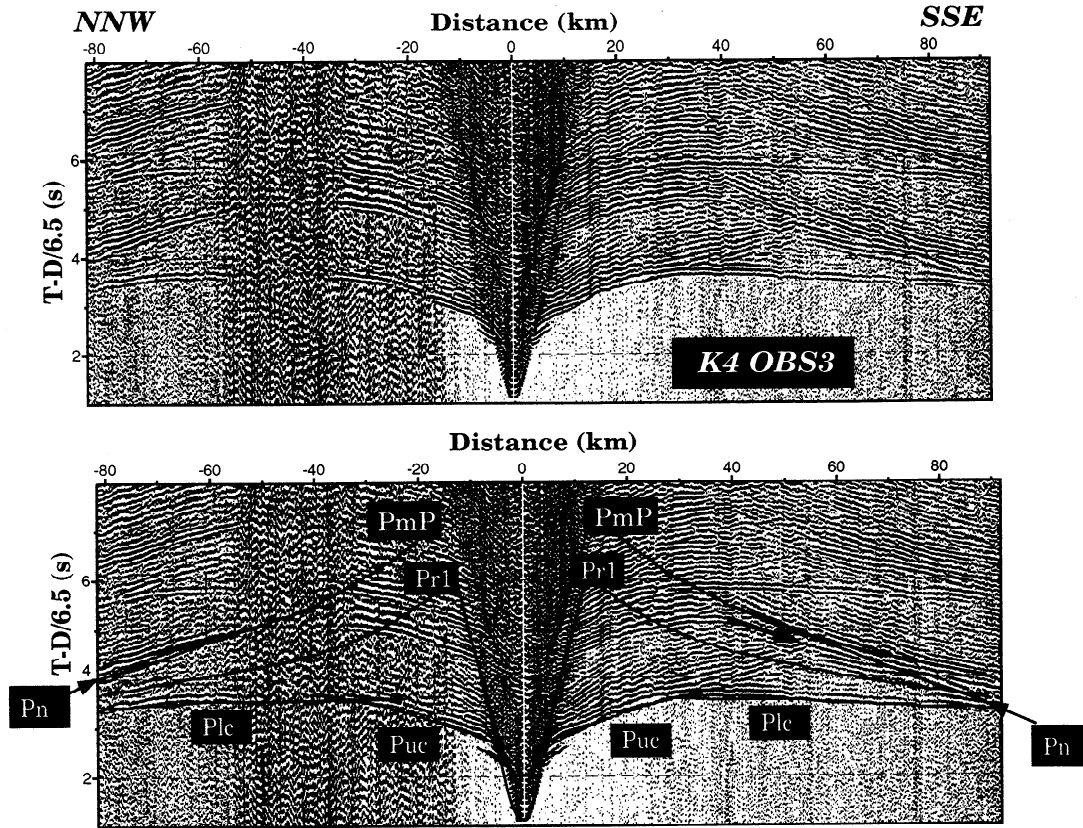 NNW Distance (km) SSE
-80 -60 -40 -20 0 20 40 60 80
T-D/6.5 (s)
6
4
2
K4 OBS3
Distance (km)
-80 -60 -40 -20 0 20 40 60 80
T-D/6.5 (s)
PmP PmP
Pr1 Pr1
6
4
Pn
Plc Plc
Puc Puc
Pn
2